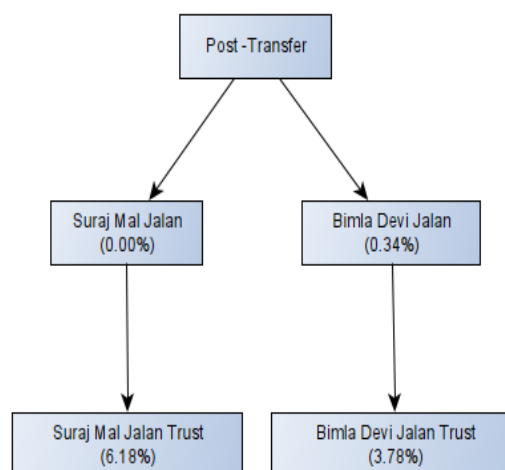 Post -Transfer
Suraj Mal Jalan
(0.00%)
Bimla Devi Jalan
(0.34%)
Suraj Mal Jalan Trust
(6.18%)
Bimla Devi Jalan Trust
(3.78%)